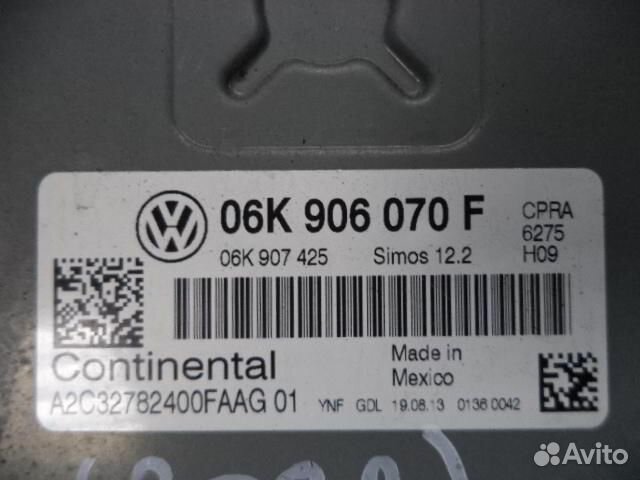 06K 906 070 F CPRA
6275
06K 907 425 Simos 12.2 H09
Continental
Made in
Mexico
A2C32782400FAAG 01 YNF GDL 19.08.13 0136 0042
Avito